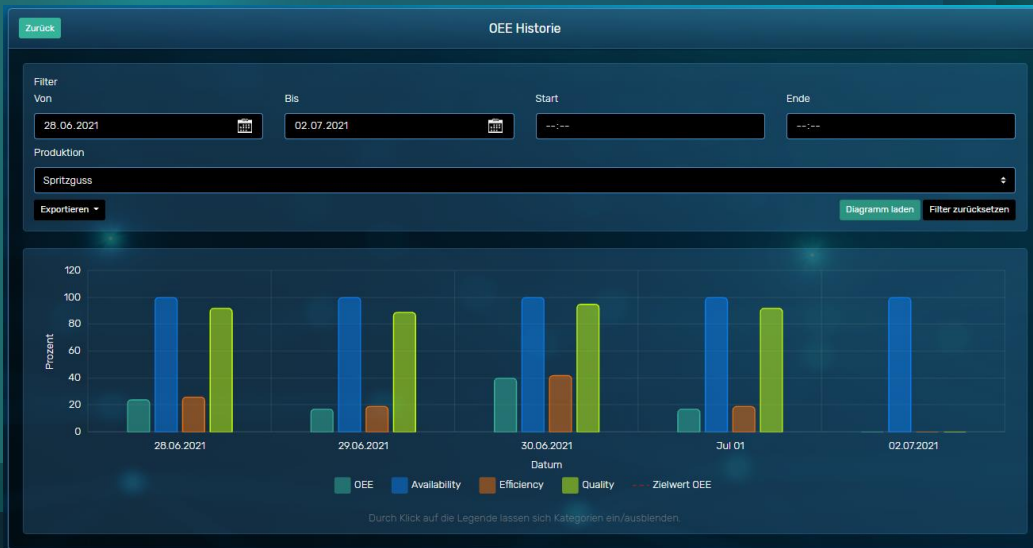 Zurück
OEE Historie
Filter
Von Bis Start Ende
28.06.2021 02.07.2021 --:-- --:--
Produktion
Spritzguss
Exportieren Diagramm laden Filter zurücksetzen
120
100
80
60
40
20
0
Prozent
28.06.2021 29.06.2021 30.06.2021 Jul 01 02.07.2021
Datum
OEE Availability Efficiency Quality Zielwert OEE
Durch Klick auf die Legende lassen sich Kategorien ein/ausblenden.